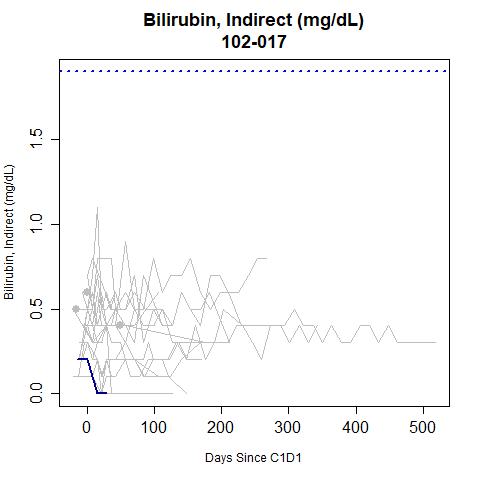 Bilirubin, Indirect (mg/dL)
102-017
Bilirubin, Indirect (mg/dL)
1.5
1.0
0.5
0.0
0 100 200 300 400 500
Days Since C1D1